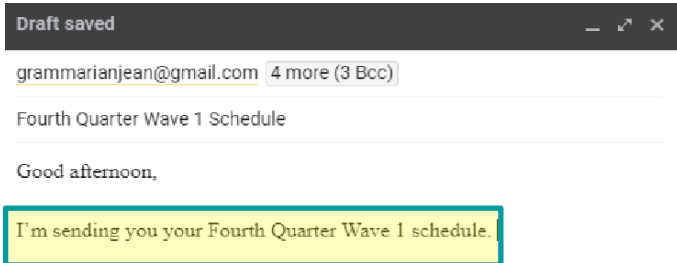 Draft saved
grammarianjean@gmail.com 4 more (3 Bcc)
Fourth Quarter Wave 1 Schedule
Good afternoon,
I'm sending you your Fourth Quarter Wave 1 schedule.